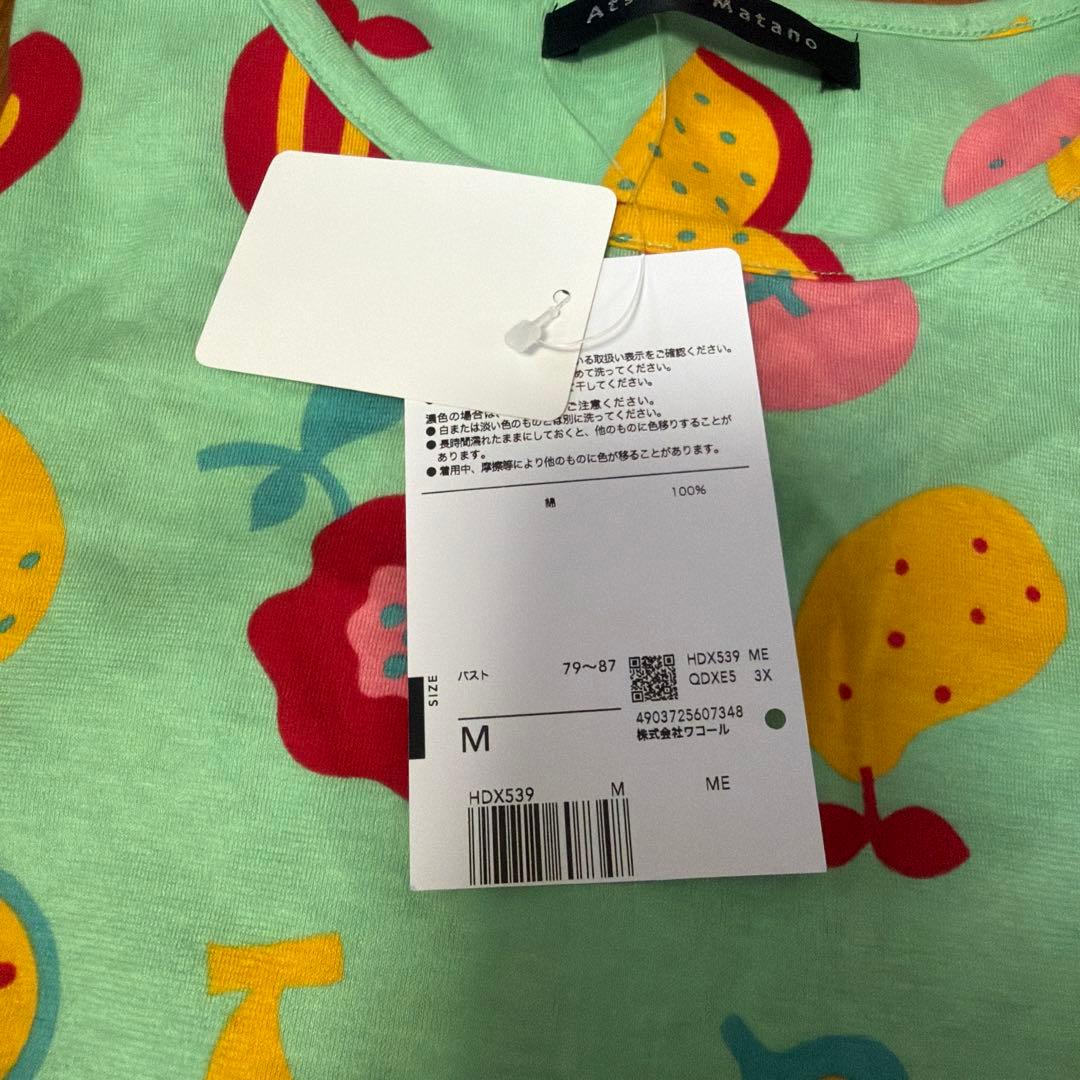 Matano
いる取扱い表示をご確認ください。
めて洗ってください。
干してください。
ご注意ください。
濃色の場合は、
● 白または淡い色のものとは別に洗ってください。
● 長時間濡れたままにしておくと、他のものに色移りすることが
あります。
● 着用中、摩擦等により他のものに色が移ることがあります。
綿 100%
SIZE
バスト 79〜87
M
HDX539 ME
QDXE5 3X
4903725607348
株式会社ワコール
HDX539 M ME